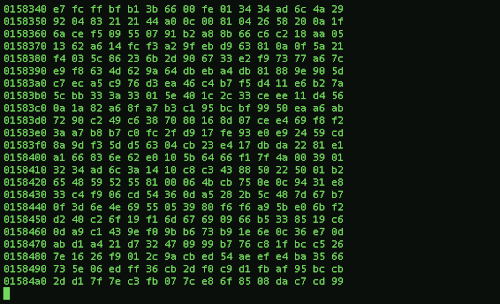 0158340 e7 fc ff bf b1 3b 66 00 fe 01 34 34 ad 6c 4a 29
0158350 92 04 83 21 21 44 a0 0c 00 81 04 26 58 20 0a 1f
0158360 6a ce f5 09 55 07 91 b2 a8 8b 66 c6 c2 18 aa 05
0158370 13 62 a6 14 fc f3 a2 9f eb d9 63 81 0a 0f 5a 21
0158380 f4 03 5c 86 23 6b 2d 90 67 33 e2 f9 73 77 a6 7c
0158390 e9 f8 63 4d 62 9a 64 db eb a4 db 81 88 9e 90 5d
01583a0 c7 ec a5 c9 76 d3 ea 46 c4 b7 f5 d4 11 e6 b2 7a
01583b0 5c bb 33 3a 33 01 5e 40 1c 2c 33 ce ee 11 d4 56
01583c0 0a 1a 82 a6 8f a7 b3 c1 95 bc bf 99 50 ea a6 ab
01583d0 72 90 c2 49 c6 38 70 80 16 8d 07 ce e4 69 f8 f2
01583e0 3a a7 b8 b7 c0 fc 2f d9 17 fe 93 e0 e9 24 59 cd
01583f0 8a 9d f3 5d d5 63 04 cb 23 e4 17 db da 22 81 e1
0158400 a1 66 83 6e 62 e0 10 5b 64 66 f1 7f 4a 00 39 01
0158410 32 34 ad 6c 3a 14 10 c8 c3 43 08 50 22 50 01 b2
0158420 65 48 59 52 55 81 00 06 4b cb 75 0e 0c 94 31 e8
0158430 33 c4 f9 06 cd 54 36 0d a5 28 2b 5c 48 7d 67 b7
0158440 0f 3d 6e 4e 69 55 05 39 80 f6 f6 a9 5b e0 6b f2
0158450 d2 40 c2 6f 19 f1 6d 67 69 09 66 b5 33 85 19 c6
0158460 0d a9 c1 43 9e f0 9b b6 73 b9 1e 6e 0c 36 e7 0d
0158470 ab d1 a4 21 d7 32 47 09 99 b7 76 c8 1f bc c5 26
0158480 7e 16 26 f9 01 2c 9a cb ed 54 ae ef e4 ba 35 66
0158490 73 5e 06 ed ff 36 cb 2d f0 c9 d1 fb af 95 bc cb
01584a0 2d d1 7f 7e c3 fb 07 7c e8 6f 85 08 da c7 cd 99